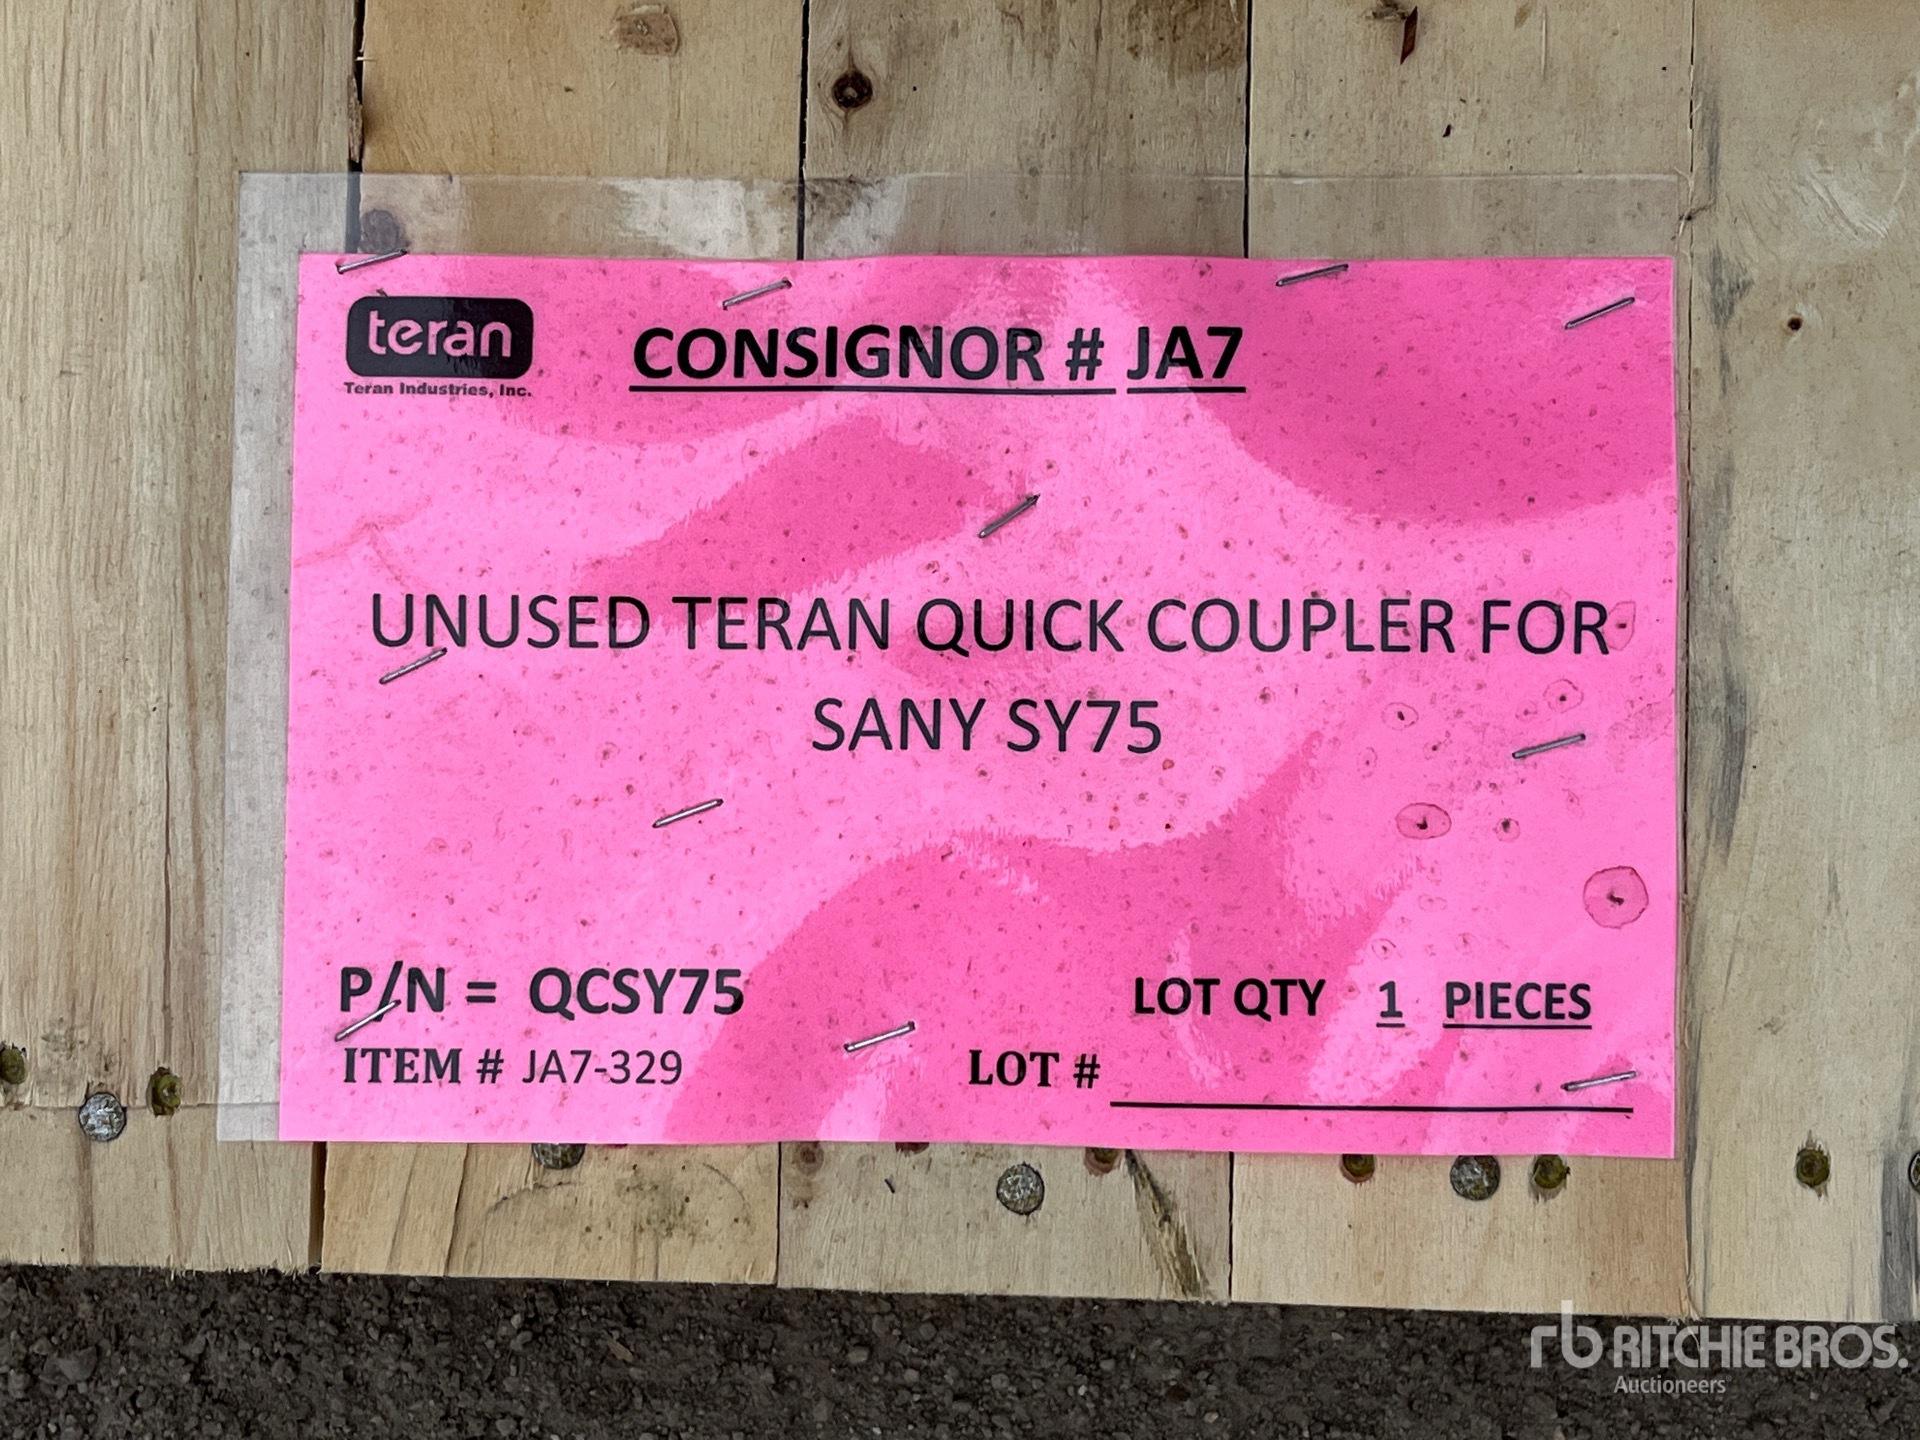 teran
Teran Industries, Inc.
CONSIGNOR # JA7
UNUSED TERAN QUICK COUPLER FOR
SANY SY75
P/N = QCSY75
LOT QTY 1 PIECES
ITEM # JA7-329
LOT #
rb RITCHIE BROS.
Auctioneers